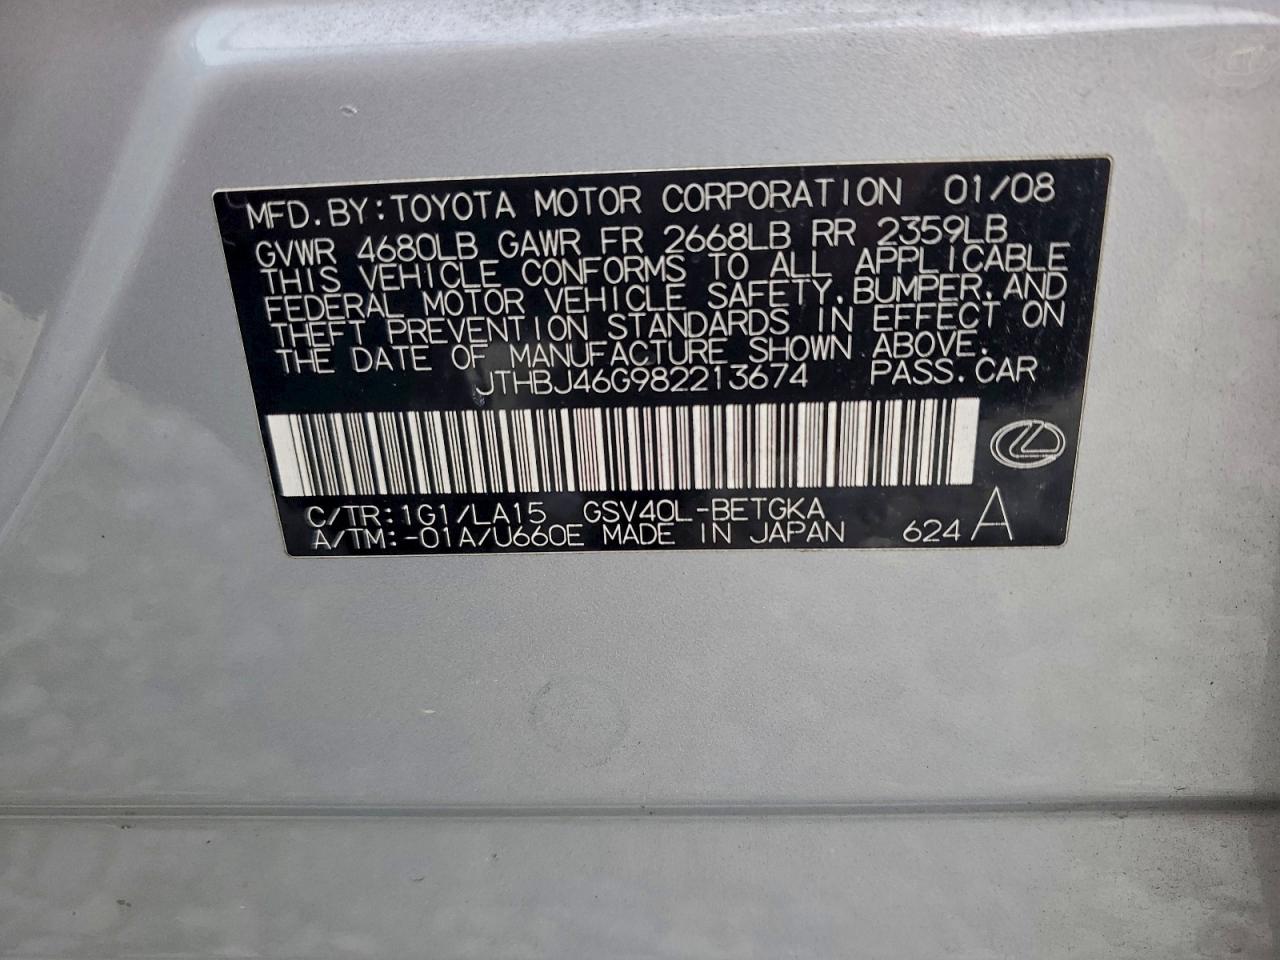 MFD.BY:TOYOTA MOTOR CORPORATION 01/08
GVWR 4680LB GAWR FR 2668LB RR 2359LB
THIS VEHICLE CONFORMS TO ALL APPLICABLE
FEDERAL MOTOR VEHICLE SAFETY,BUMPER,AND
THEFT PREVENTION STANDARDS IN EFFECT ON
THE DATE OF MANUFACTURE SHOWN ABOVE.
JTHBJ46G982213674 PASS.CAR
C/TR:1G1/LA15 GSV40L-BETGKA
A/TM:-01A/U660E MADE IN JAPAN 624 A